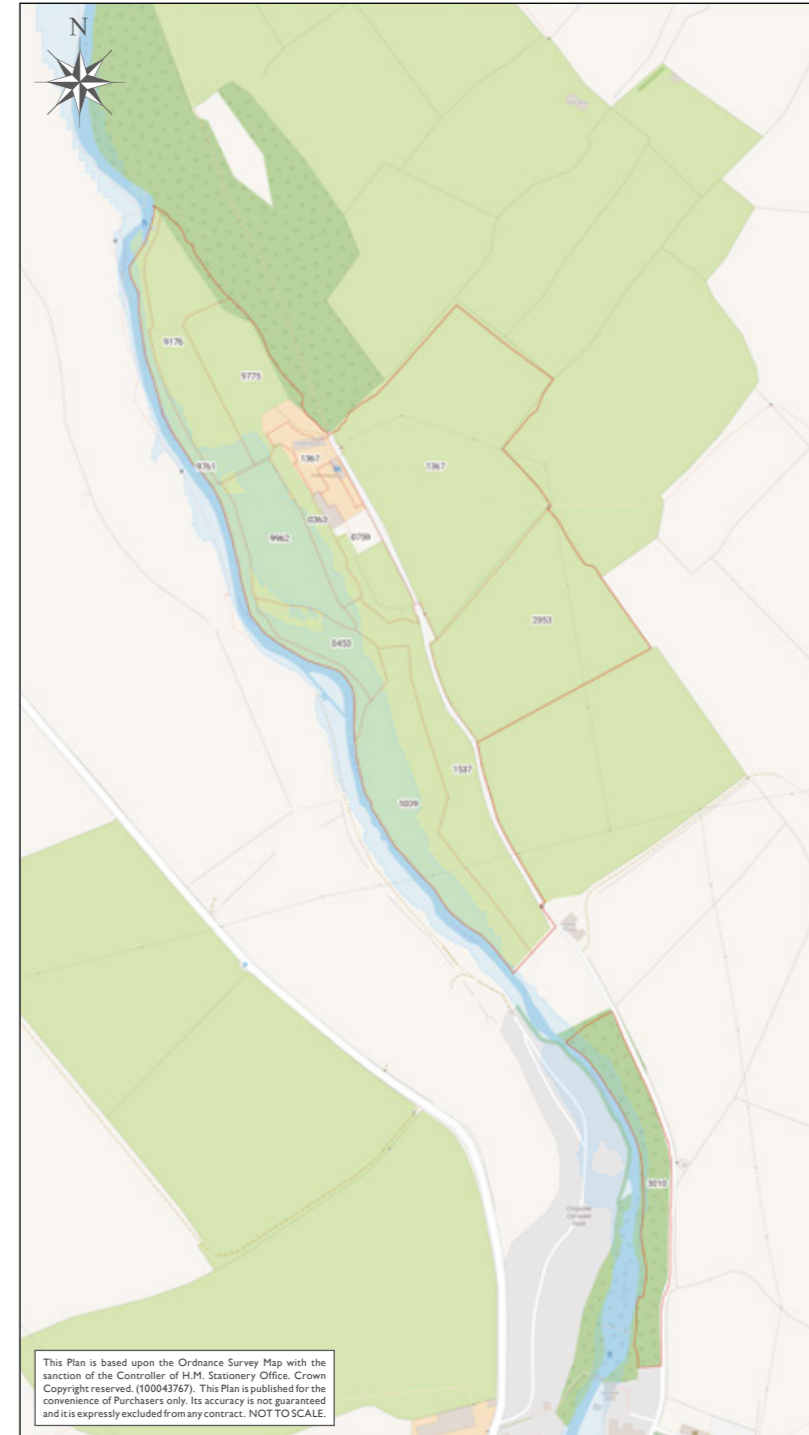 N
9176
9775
1367
9761
1367
0363
9962
0759
2053
0453
1537
1039
3010
This Plan is based upon the Ordnance Survey Map with the
sanction of the Controller of H.M. Stationery Office. Crown
Copyright reserved. (100043767). This Plan is published for the
convenience of Purchasers only. Its accuracy is not guaranteed
and it is expressly excluded from any contract. NOT TO SCALE.